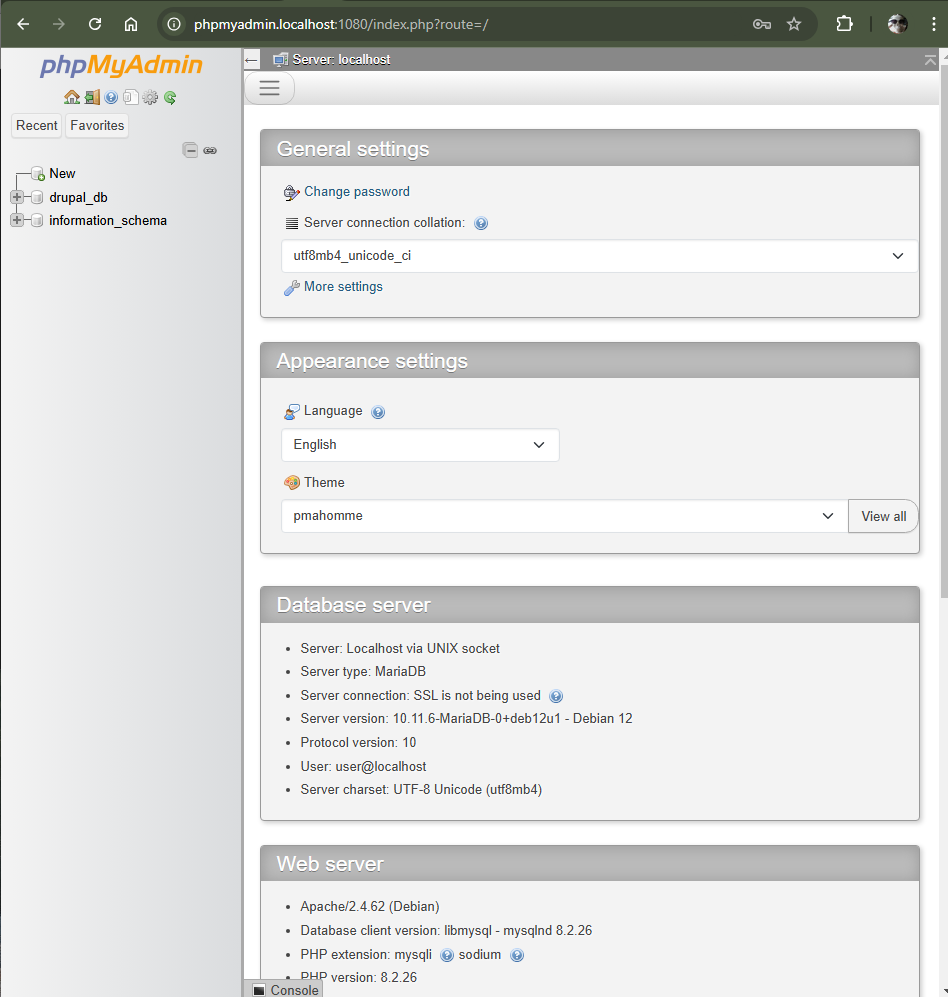 phpmyadmin.localhost:1080/index.php?route=/
phpMyAdmin
Recent
Favorites
New
drupal_db
information_schema
Server: localhost
General settings
Change password
Server connection collation:
utf8mb4_unicode_ci
More settings
Appearance settings
Language
English
Theme
pmahomme
View all
Database server
Server: Localhost via UNIX socket
Server type: MariaDB
Server connection: SSL is not being used
Server version: 10.11.6-MariaDB-0+deb12u1 - Debian 12
Protocol version: 10
User: user@localhost
Server charset: UTF-8 Unicode (utf8mb4)
Web server
Apache/2.4.62 (Debian)
Database client version: libmysql - mysqlnd 8.2.26
PHP extension: mysqli sodium
PHP version: 8.2.26
Console